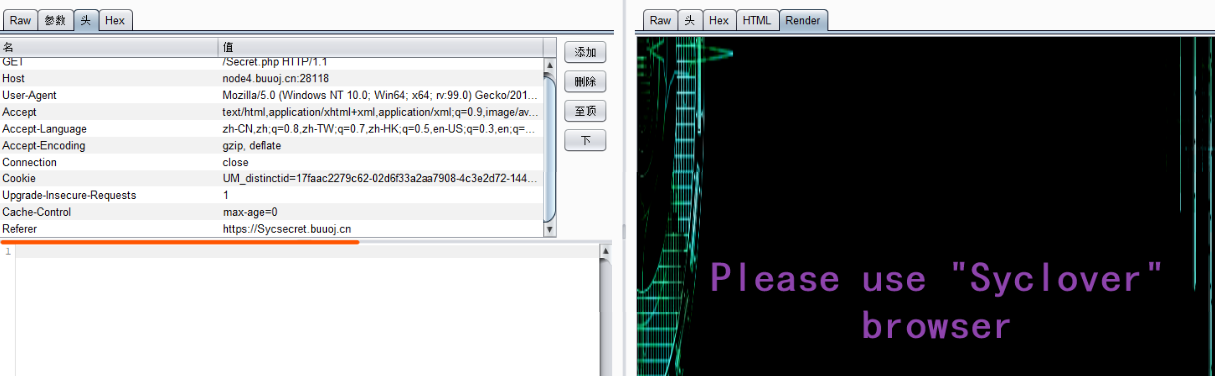 Raw 参数 头 Hex
名 值
GET /Secret.php HTTP/1.1
Host node4.buuoj.cn:28118
User-Agent Mozilla/5.0 (Windows NT 10.0; Win64; x64; rv:99.0) Gecko/201...
Accept text/html,application/xhtml+xml,application/xml;q=0.9,image/av...
Accept-Language zh-CN,zh;q=0.8,zh-TW;q=0.7,zh-HK;q=0.5,en-US;q=0.3,en;q=...
Accept-Encoding gzip, deflate
Connection close
Cookie UM_distinctid=17faac2279c62-02d6f33a2aa7908-4c3e2d72-144...
Upgrade-Insecure-Requests 1
Cache-Control max-age=0
Referer https://Sycsecret.buuoj.cn
添加
删除
至顶
下
1
Raw 头 Hex HTML Render
Please use "Syclover"
browser